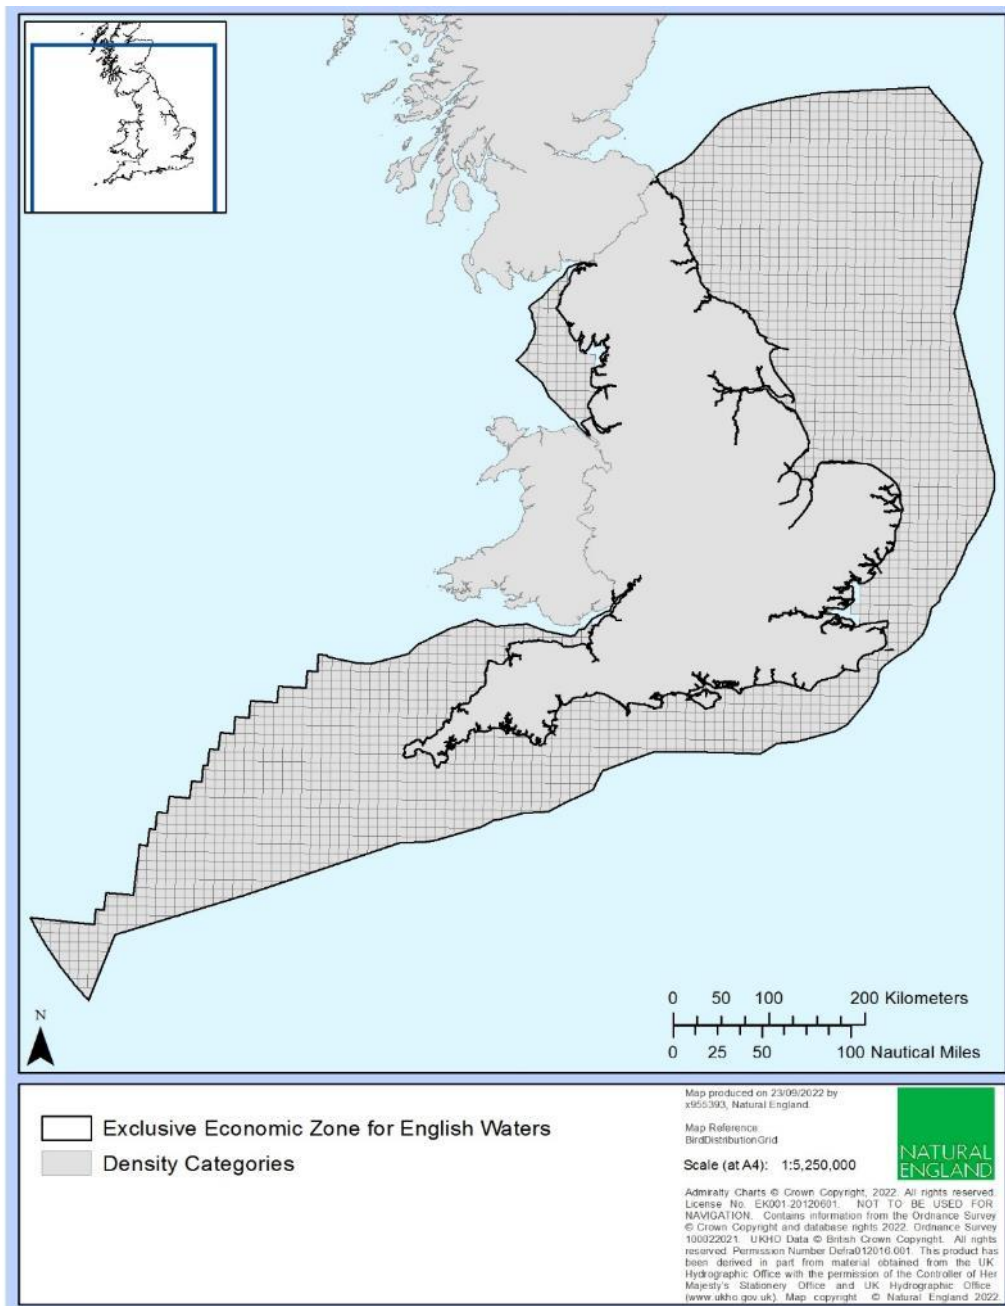 N
0 50 100 200 Kilometers
0 25 50 100 Nautical Miles
Exclusive Economic Zone for English Waters
Density Categories
Map produced on 23/09/2022 by
x955393, Natural England.
Map Reference:
BirdDistributionGrid
Scale (at A4): 1:5,250,000
NATURAL
ENGLAND
Admiralty Charts © Crown Copyright, 2022. All rights reserved.
License No. EK001-20120601. NOT TO BE USED FOR
NAVIGATION. Contains information from the Ordnance Survey
© Crown Copyright and database rights 2022. Ordnance Survey
100022021. UKHO Data © British Crown Copyright. All rights
reserved. Permission Number Defra012016.001. This product has
been derived in part from material obtained from the UK
Hydrographic Office with the permission of the Controller of Her
Majesty's Stationery Office and UK Hydrographic Office
(www.ukho.gov.uk). Map copyright © Natural England 2022